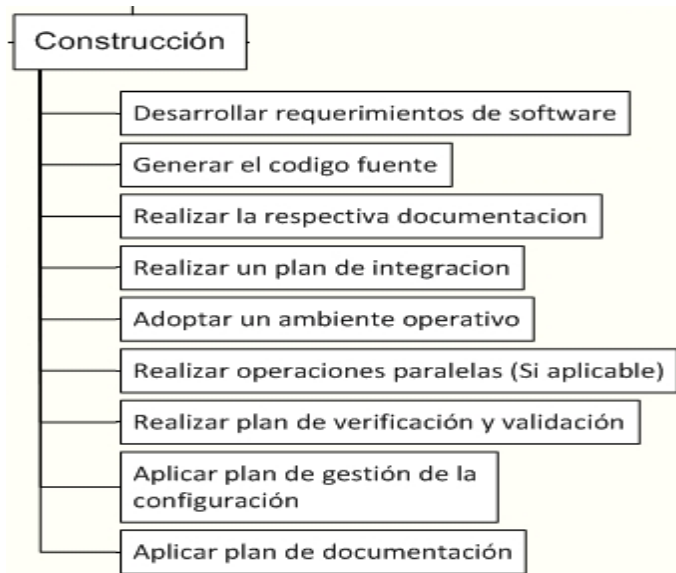 Construcción
Desarrollar requerimientos de software
Generar el codigo fuente
Realizar la respectiva documentacion
Realizar un plan de integracion
Adoptar un ambiente operativo
Realizar operaciones paralelas (Si aplicable)
Realizar plan de verificación y validación
Aplicar plan de gestión de la
configuración
Aplicar plan de documentación